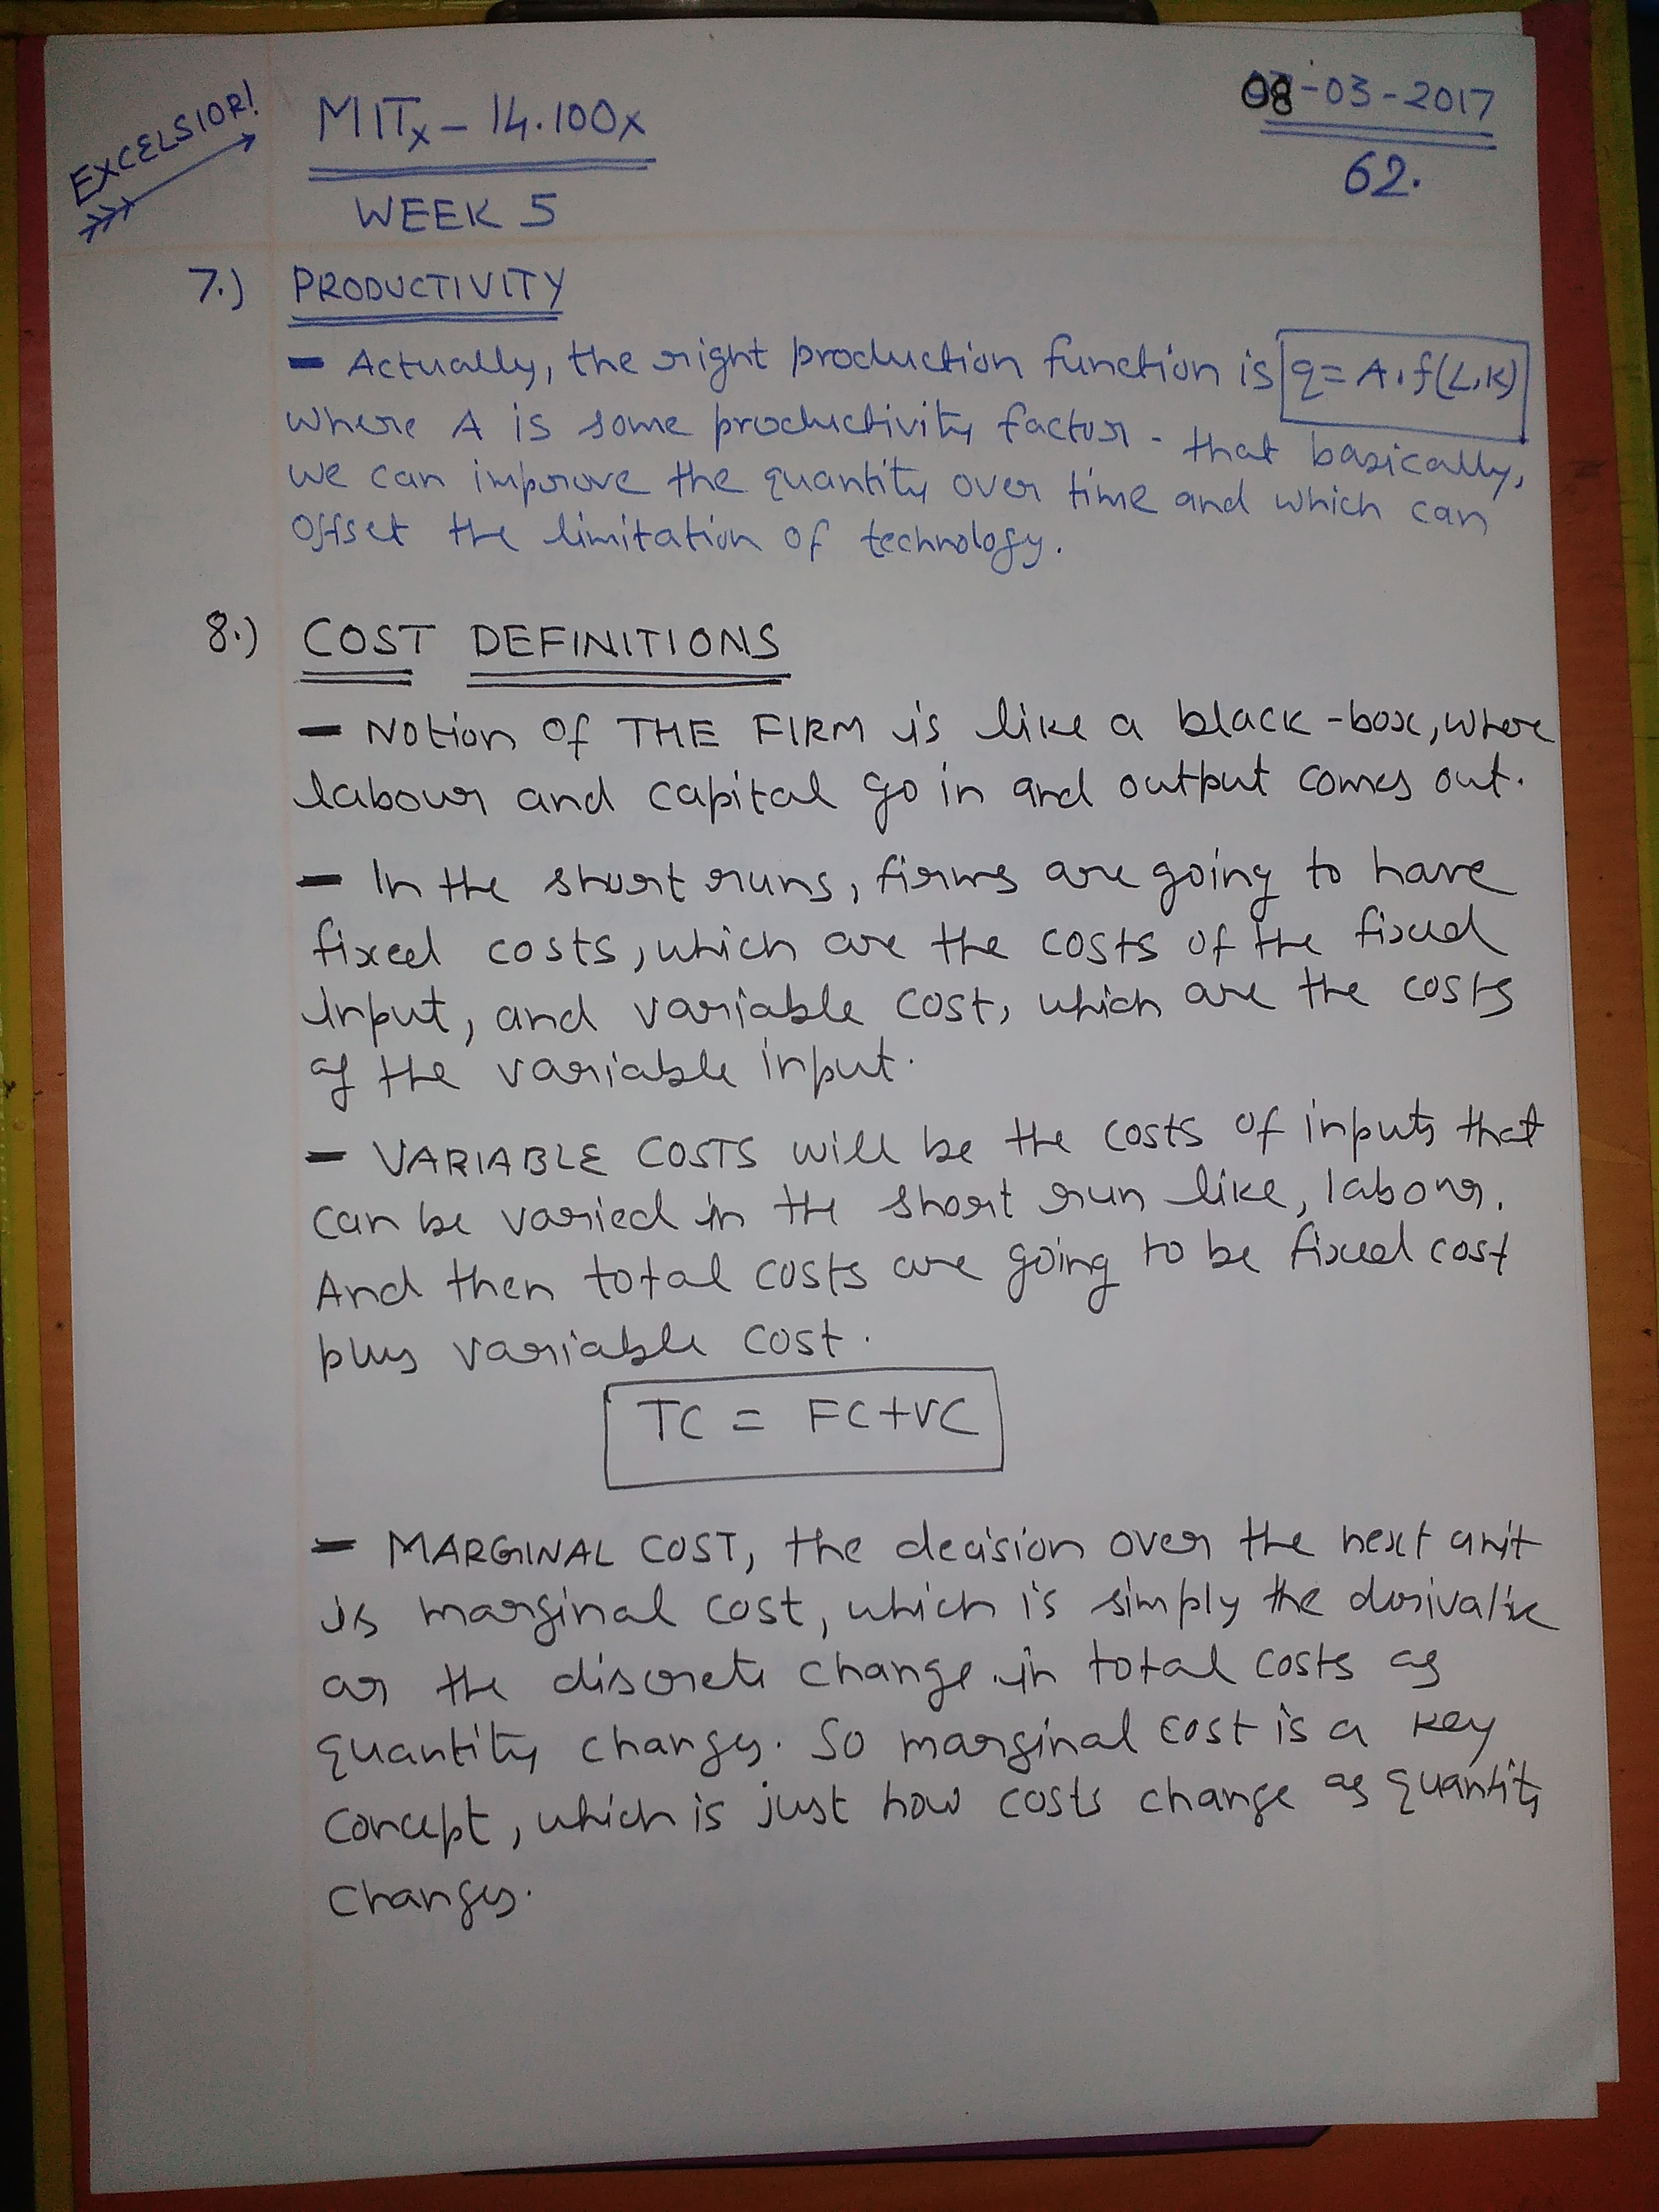 EXCELSIOR!
MITx - 14.100x
08-03-2017
62.
WEEK 5
7.) PRODUCTIVITY
- Actually, the right production function is q = A.f(L,K)
where A is some productivity factor - that basically,
we can improve the quantity over time and which can
offset the limitation of technology.
8.) COST DEFINITIONS
- Notion of THE FIRM is like a black-box, where
labour and capital go in and output comes out.
- In the short runs, firms are going to have
fixed costs, which are the costs of the fixed
input, and variable cost, which are the costs
of the variable input.
- VARIABLE COSTS will be the costs of inputs that
can be varied in the short run like, labour.
And then total costs are going to be fixed cost
plus variable cost.
TC = FC+VC
- MARGINAL COST, the decision over the next unit
is marginal cost, which is simply the derivative
or the discrete change in total costs as
quantity changes. So marginal cost is a key
concept, which is just how costs change as quantity
changes.